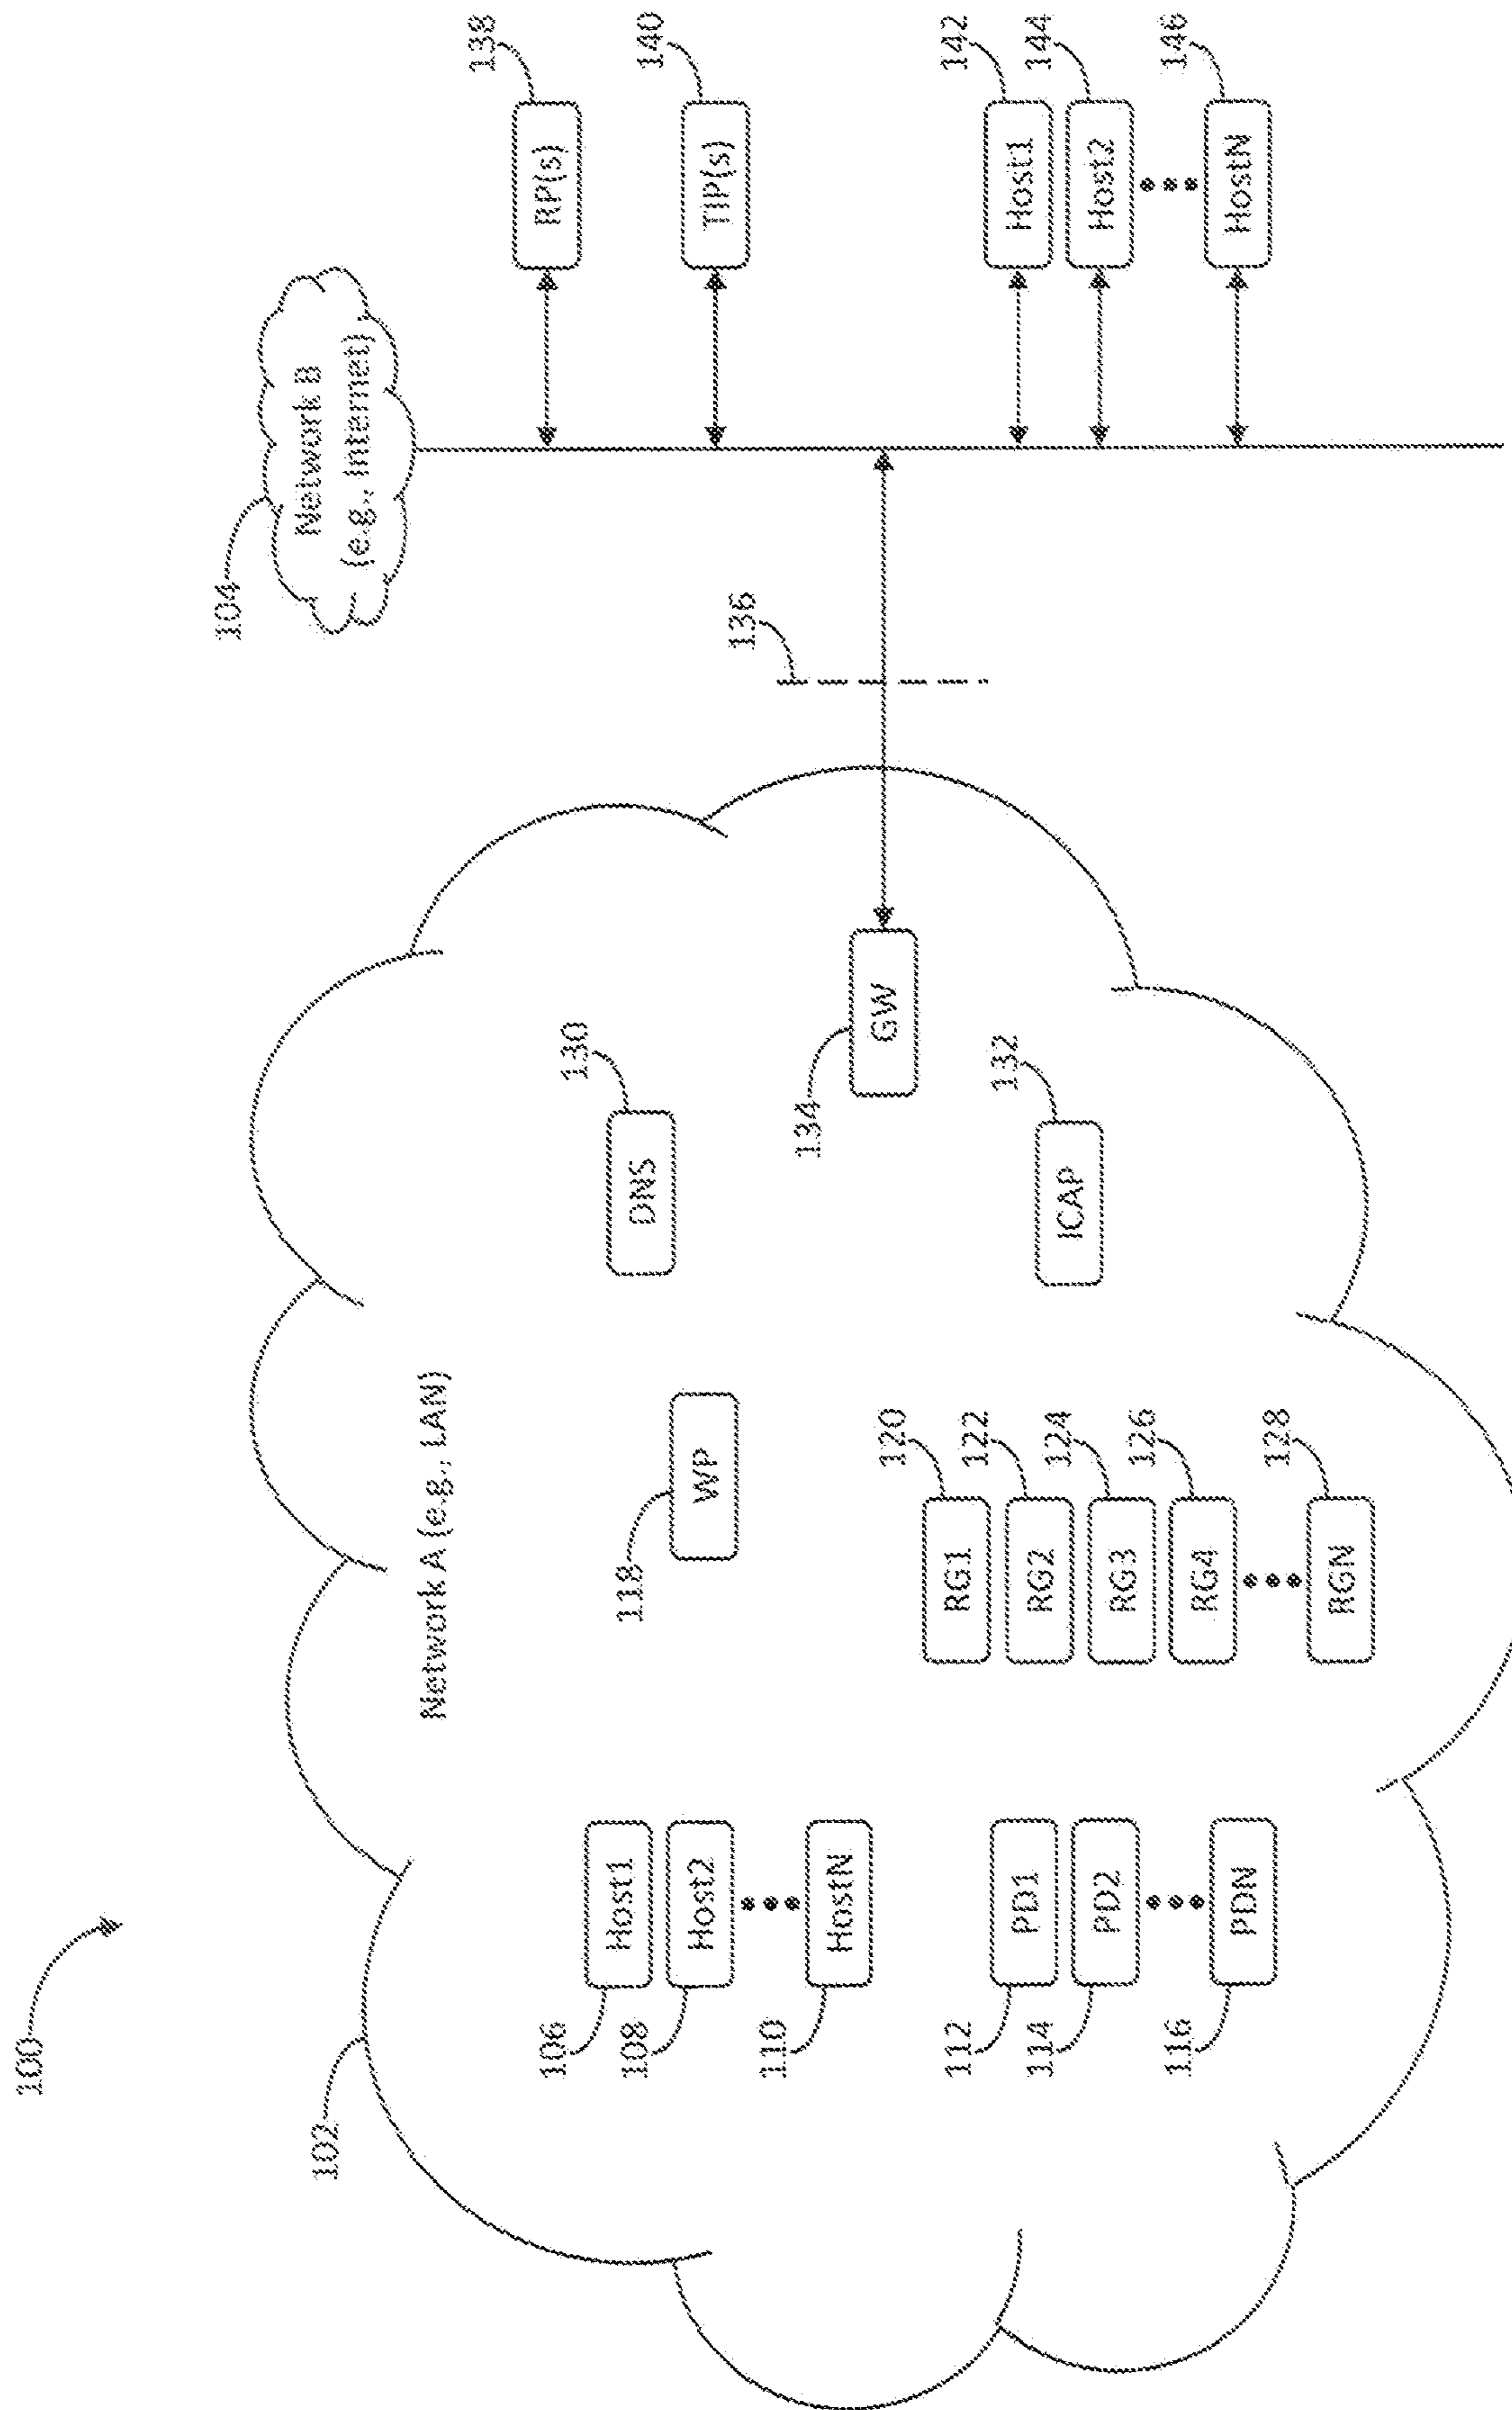 100
102
Network A (e.g., LAN)
104
Network B
(e.g., Internet)
106
Host1
108
Host2
110
HostN
112
PD1
114
PD2
116
PDN
118
WP
RG1
120
RG2
122
RG3
124
RG4
126
RGN
128
DNS
130
ICAP
132
134
GW
136
RP(s)
138
TIP(s)
140
Host1
142
Host2
144
HostN
146